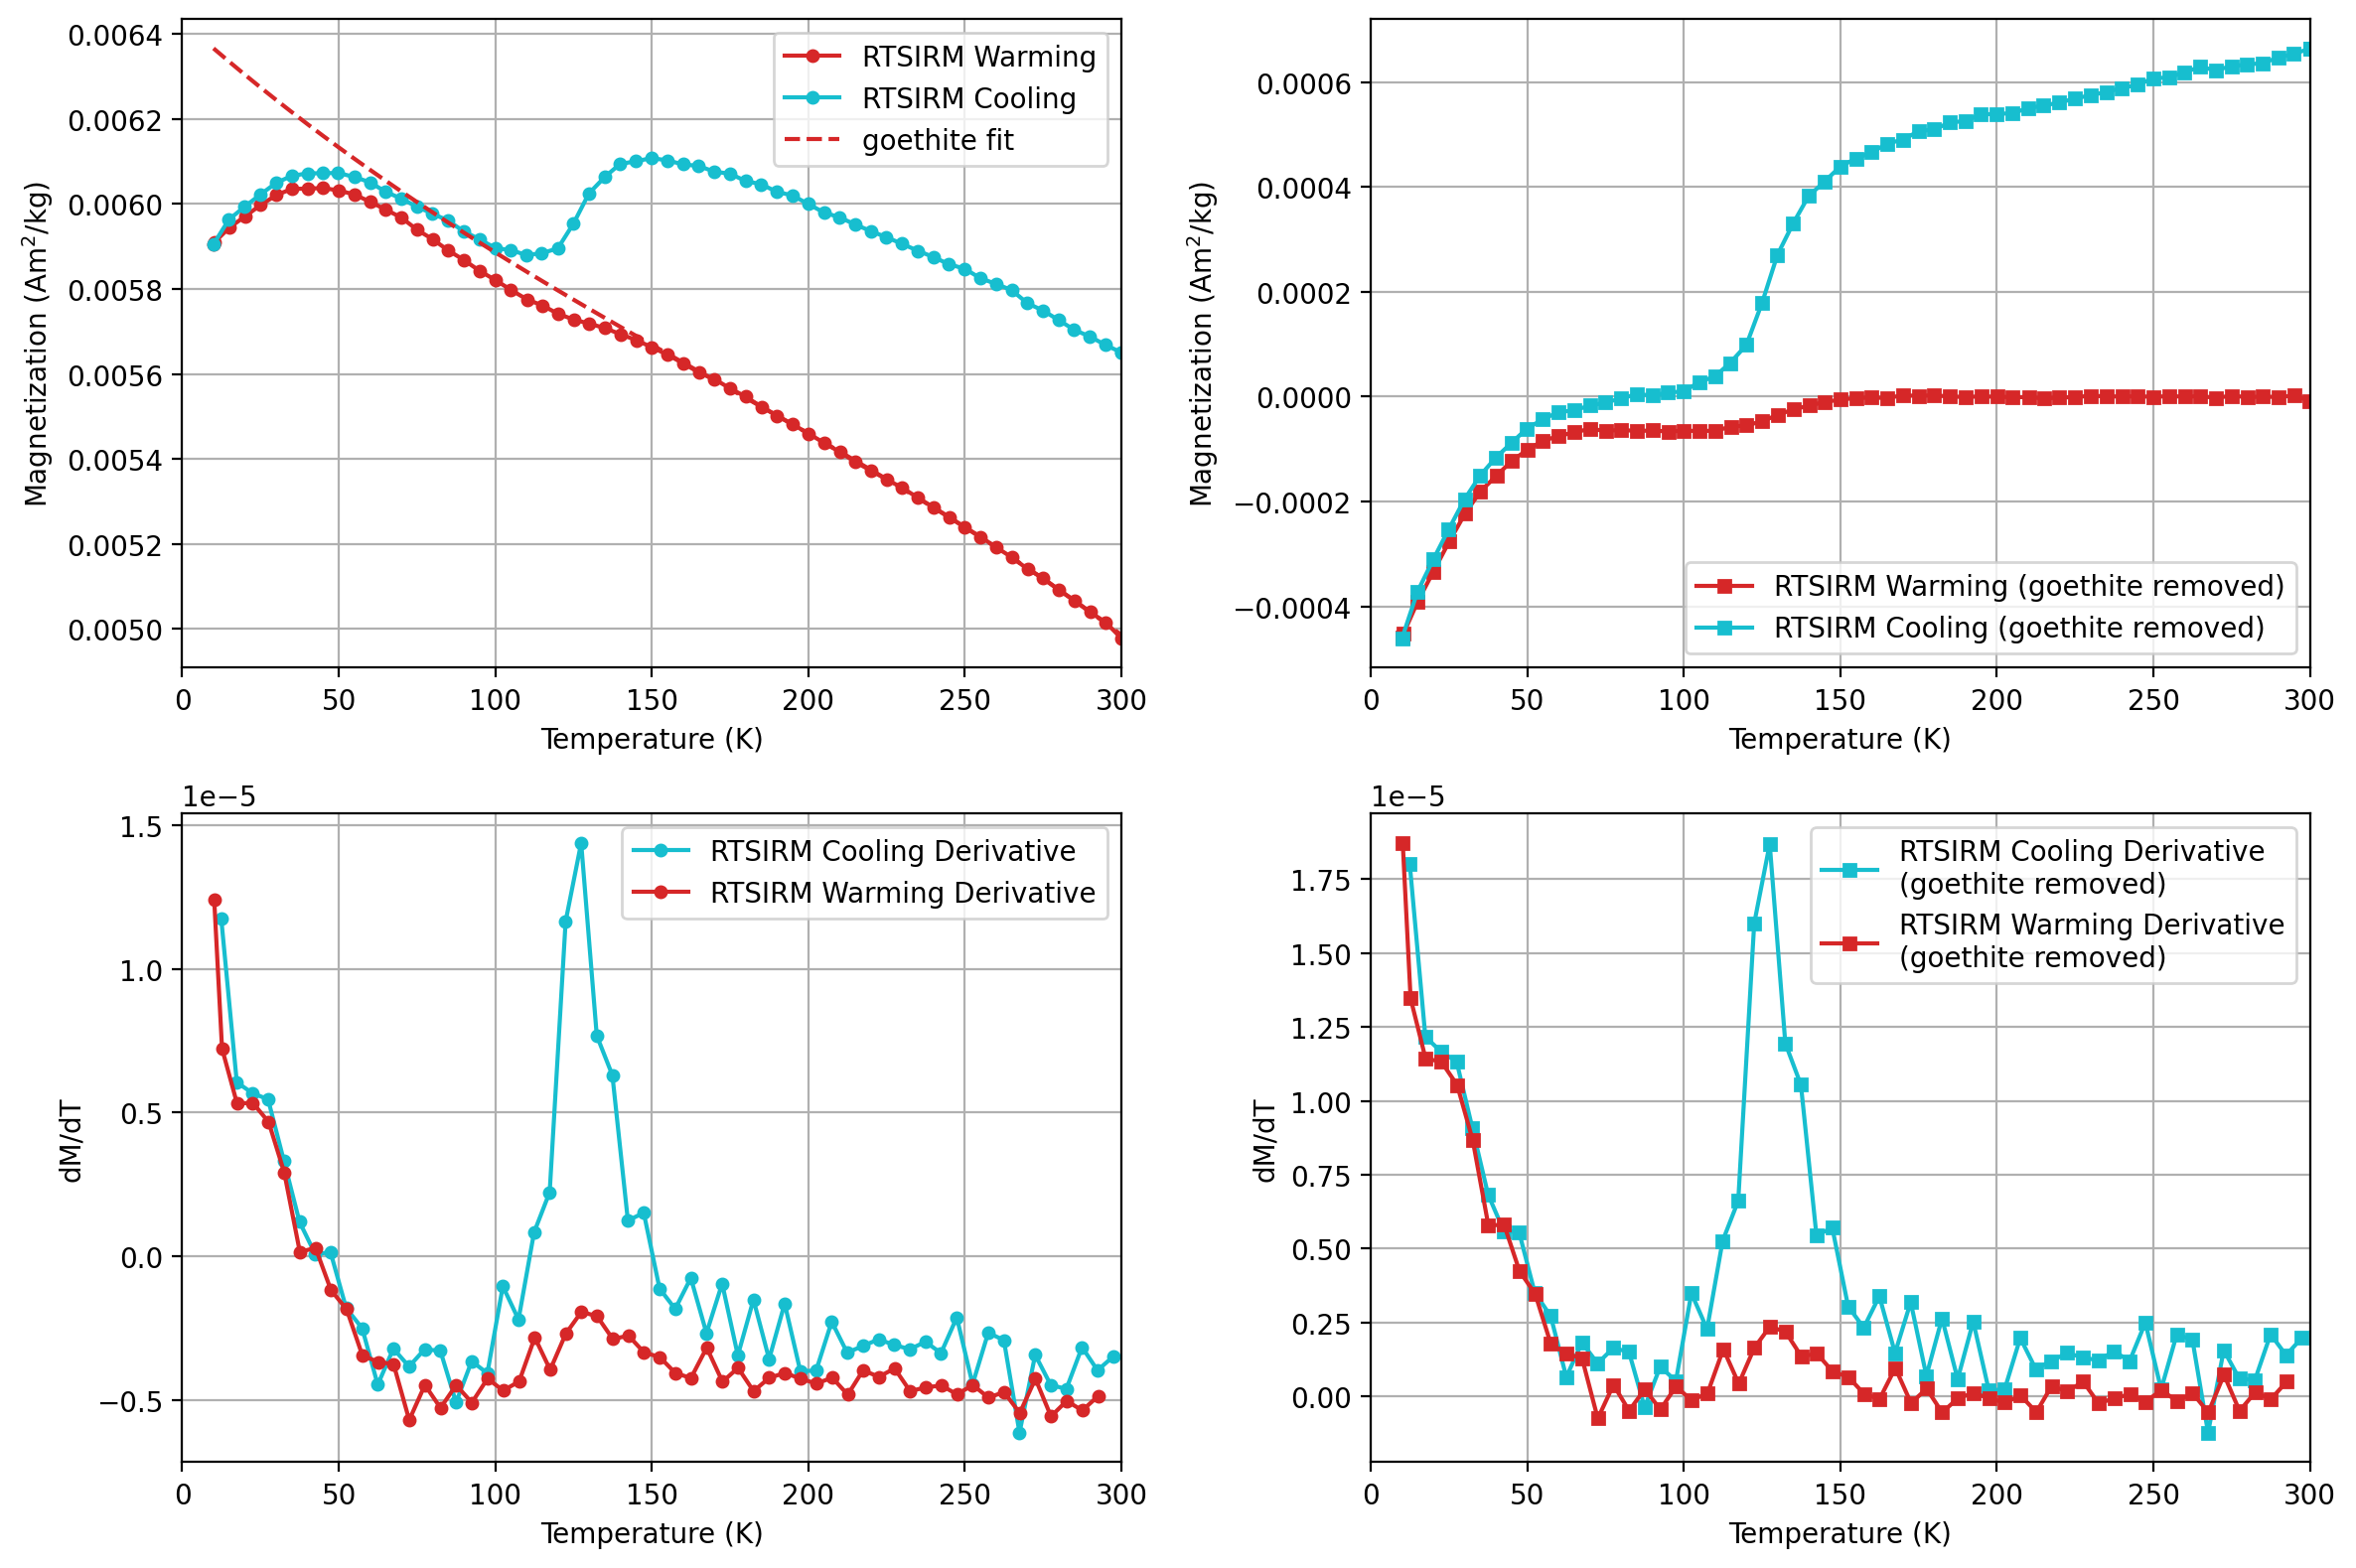 0.0064
0.0062
0.0060
0.0058
0.0056
0.0054
0.0052
0.0050
Magnetization (Am²/kg)
RTSIRM Warming
RTSIRM Cooling
goethite fit
0 50 100 150 200 250 300
Temperature (K)
0.0006
0.0004
0.0002
0.0000
−0.0002
−0.0004
Magnetization (Am²/kg)
RTSIRM Warming (goethite removed)
RTSIRM Cooling (goethite removed)
0 50 100 150 200 250 300
Temperature (K)
1e−5
1.5
1.0
0.5
0.0
−0.5
dM/dT
RTSIRM Cooling Derivative
RTSIRM Warming Derivative
0 50 100 150 200 250 300
Temperature (K)
1e−5
1.75
1.50
1.25
1.00
0.75
0.50
0.25
0.00
dM/dT
RTSIRM Cooling Derivative
(goethite removed)
RTSIRM Warming Derivative
(goethite removed)
0 50 100 150 200 250 300
Temperature (K)